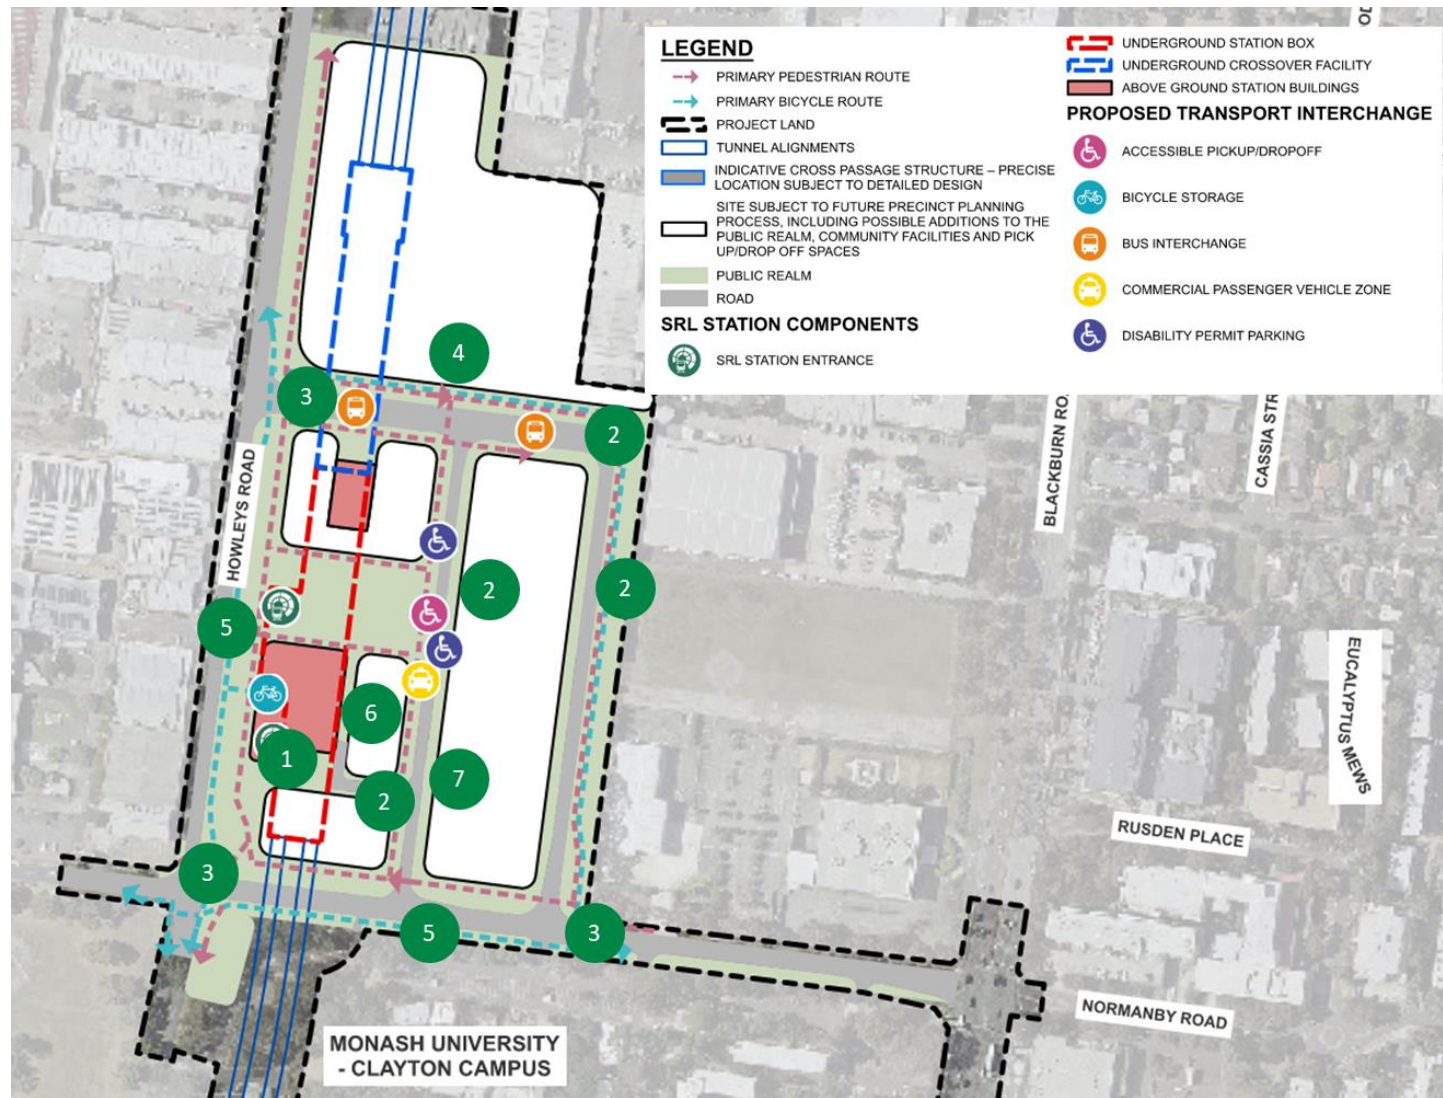 JO
LEGEND
PRIMARY PEDESTRIAN ROUTE
PRIMARY BICYCLE ROUTE
PROJECT LAND
TUNNEL ALIGNMENTS
INDICATIVE CROSS PASSAGE STRUCTURE – PRECISE
LOCATION SUBJECT TO DETAILED DESIGN
SITE SUBJECT TO FUTURE PRECINCT PLANNING
PROCESS, INCLUDING POSSIBLE ADDITIONS TO THE
PUBLIC REALM, COMMUNITY FACILITIES AND PICK
UP/DROP OFF SPACES
PUBLIC REALM
ROAD
SRL STATION COMPONENTS
SRL STATION ENTRANCE
UNDERGROUND STATION BOX
UNDERGROUND CROSSOVER FACILITY
ABOVE GROUND STATION BUILDINGS
PROPOSED TRANSPORT INTERCHANGE
ACCESSIBLE PICKUP/DROPOFF
BICYCLE STORAGE
BUS INTERCHANGE
COMMERCIAL PASSENGER VEHICLE ZONE
DISABILITY PERMIT PARKING
4
3
2
HOWLEYS ROAD
BLACKBURN RO
CASSIA STR
2
2
5
6
1
7
2
EUCALYPTUS MEWS
RUSDEN PLACE
3
5
3
NORMANBY ROAD
MONASH UNIVERSITY
- CLAYTON CAMPUS